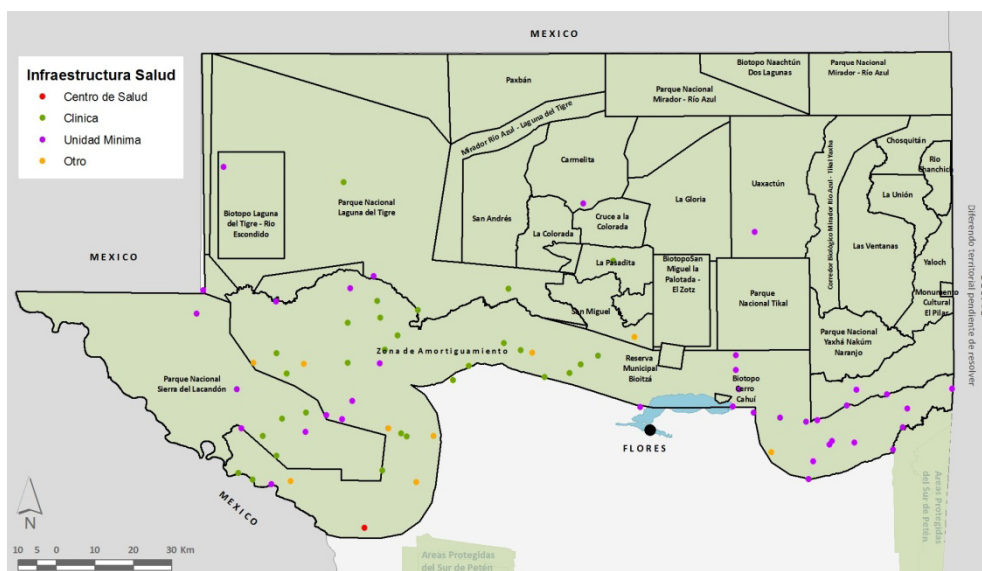 MEXICO
Infraestructura Salud
Centro de Salud
Clinica
Unidad Minima
Otro
Paxbán
Biotopo Naachtún
Dos Lagunas
Parque Nacional
Mirador - Río Azul
Parque Nacional
Mirador - Río Azul
Mirador Río Azul - Laguna del Tigre
Carmelita
Chosquitán
Río
Chanchich
Parque Nacional
Laguna del Tigre
Biotopo Laguna
del Tigre - Río
Escondido
San Andrés
La Gloria
Uaxactún
Corredor Biológico Mirador Río Azul - Tikal Yaxha
La Unión
Cruce a la
Colorada
La Colorada
Las Ventanas
MEXICO
La Pasadita
Biotopo San
Miguel la
Palotada -
El Zotz
Yaloch
Diferendo territorial pendiente de
resolver
Parque
Nacional Tikal
Monumento
Cultural
El Pilar
San Miguel
Parque Nacional
Yaxhá Nakúm
Naranjo
Zona de Amortiguamiento
Reserva
Municipal
Bioitzá
Parque Nacional
Sierra del Lacandón
Biotopo
Cerro
Cahuí
FLORES
MEXICO
N
Areas Protegidas
del Sur de Petén
Areas Protegidas
del Sur de Petén
10 5 0 10 20 30 Km